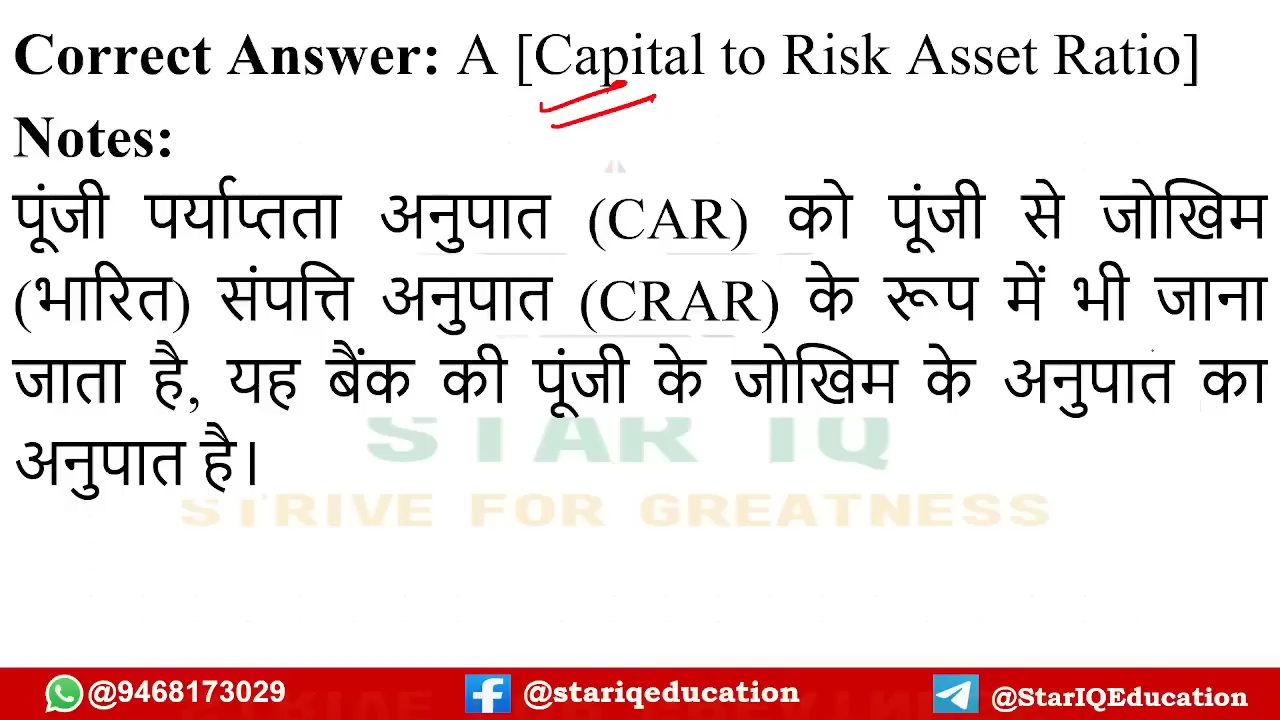 Correct Answer: A [Capital to Risk Asset Ratio]
Notes:
पूंजी पर्याप्तता अनुपात (CAR) को पूंजी से जोखिम
(भारित) संपत्ति अनुपात (CRAR) के रूप में भी जाना
जाता है, यह बैंक की पूंजी के जोखिम के अनुपात का
अनुपात है।
STAR IQ
STRIVE FOR GREATNESS
@9468173029 @stariqeducation @StarIQEducation